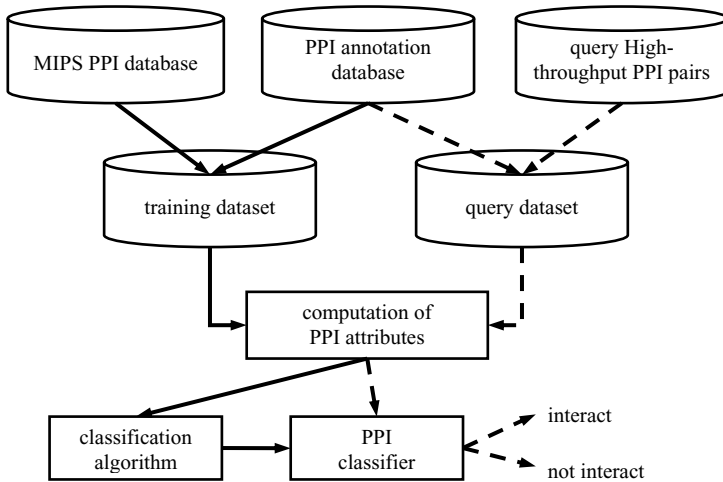 MIPS PPI database
PPI annotation
database
query High-
throughput PPI pairs
training dataset
query dataset
computation of
PPI attributes
classification
algorithm
PPI
classifier
interact
not interact